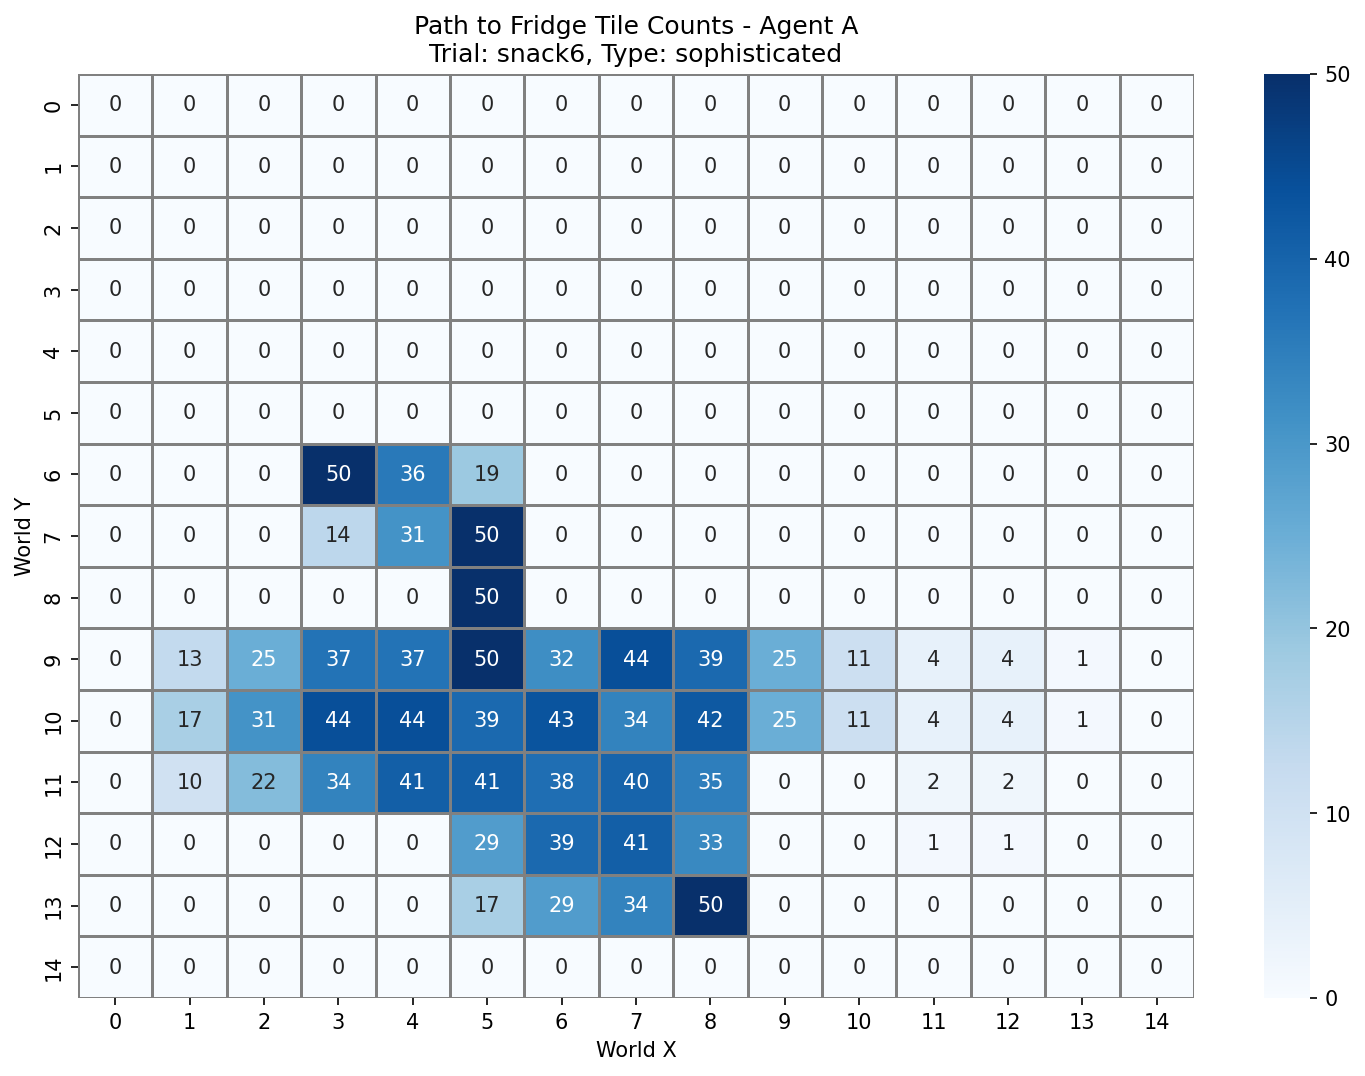 Path to Fridge Tile Counts - Agent A
Trial: snack6, Type: sophisticated
World Y
0 0 0 0 0 0 0 0 0 0 0 0 0 0 0 0
1 0 0 0 0 0 0 0 0 0 0 0 0 0 0 0
2 0 0 0 0 0 0 0 0 0 0 0 0 0 0 0
3 0 0 0 0 0 0 0 0 0 0 0 0 0 0 0
4 0 0 0 0 0 0 0 0 0 0 0 0 0 0 0
5 0 0 0 0 0 0 0 0 0 0 0 0 0 0 0
6 0 0 0 50 36 19 0 0 0 0 0 0 0 0 0
7 0 0 0 14 31 50 0 0 0 0 0 0 0 0 0
8 0 0 0 0 0 50 0 0 0 0 0 0 0 0 0
9 0 13 25 37 37 50 32 44 39 25 11 4 4 1 0
10 0 17 31 44 44 39 43 34 42 25 11 4 4 1 0
11 0 10 22 34 41 41 38 40 35 0 0 2 2 0 0
12 0 0 0 0 0 29 39 41 33 0 0 1 1 0 0
13 0 0 0 0 0 17 29 34 50 0 0 0 0 0 0
14 0 0 0 0 0 0 0 0 0 0 0 0 0 0 0
0 1 2 3 4 5 6 7 8 9 10 11 12 13 14
World X
50
40
30
20
10
0